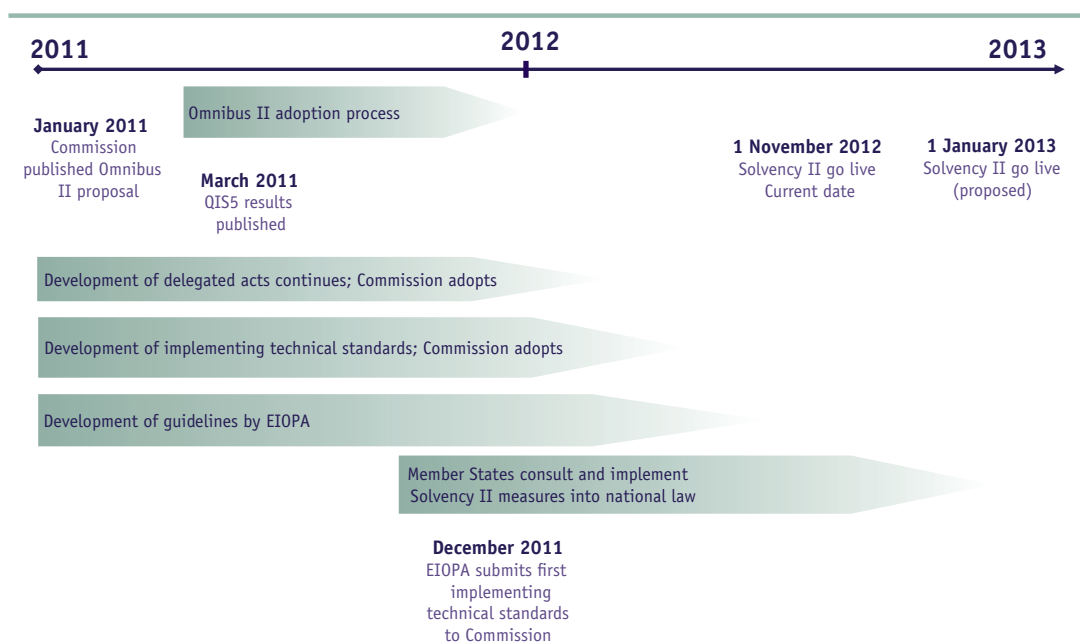 2011
2012
2013
Omnibus II adoption process
January 2011
Commission
published Omnibus
II proposal
March 2011
QIS5 results
published
1 November 2012
Solvency II go live
Current date
1 January 2013
Solvency II go live
(proposed)
Development of delegated acts continues; Commission adopts
Development of implementing technical standards; Commission adopts
Development of guidelines by EIOPA
Member States consult and implement
Solvency II measures into national law
December 2011
EIOPA submits first
implementing
technical standards
to Commission